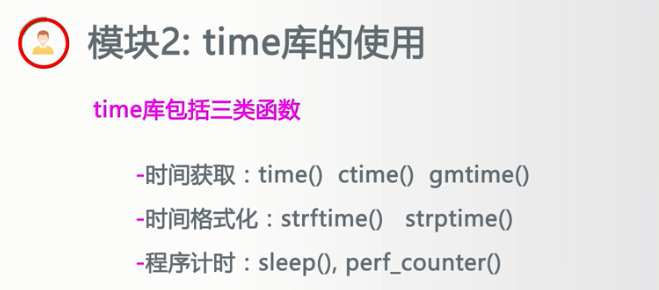 模块2: time库的使用
time库包括三类函数
-时间获取：time()  ctime()  gmtime()
-时间格式化：strftime()   strptime()
-程序计时：sleep(), perf_counter()